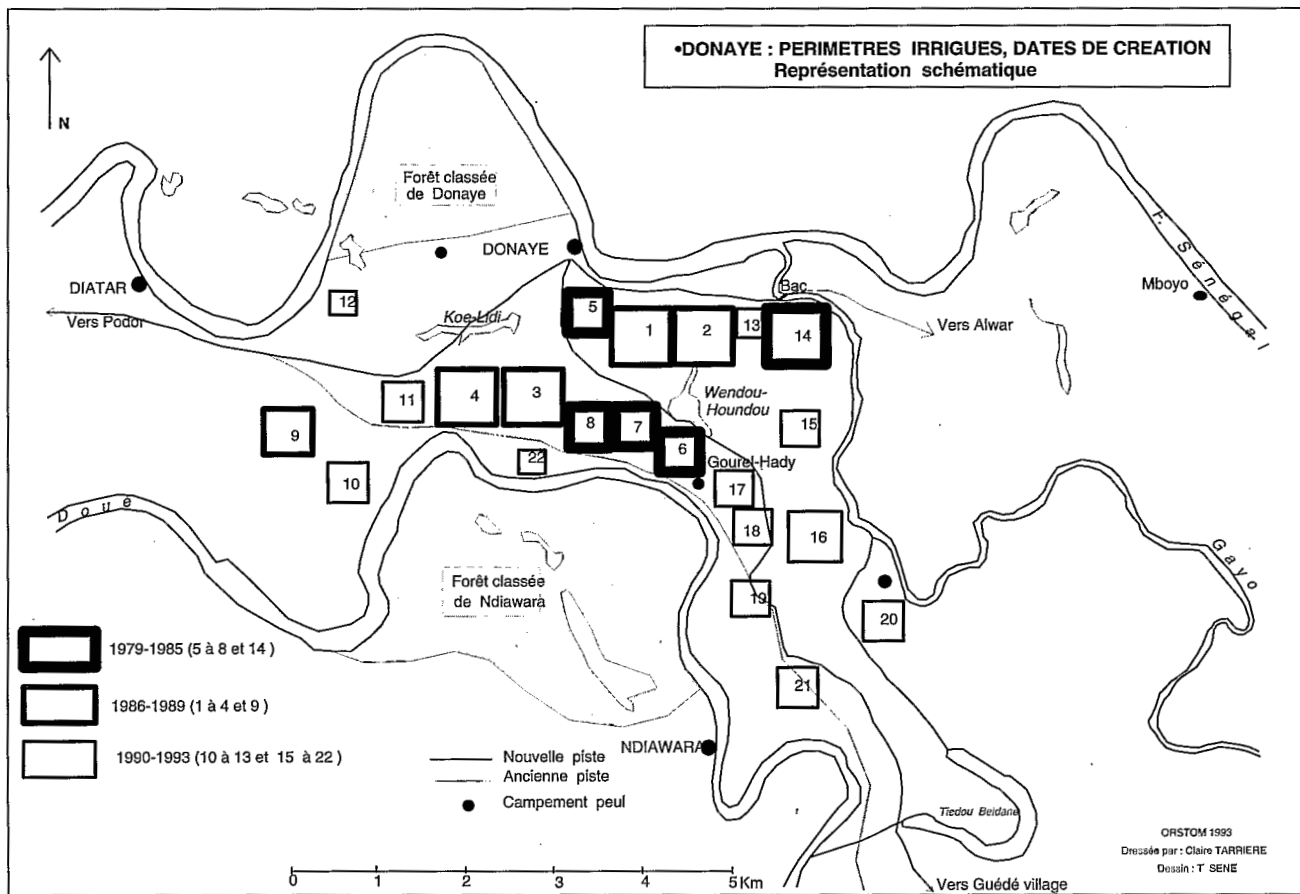 •DONAYE : PERIMETRES IRRIGUES, DATES DE CREATION
Représentation schématique
N
Forêt classée
de Donaye
DONAYE
DIATAR
Vers Podor
Koe-Lidi
Bac
Vers Alwar
Mboyo
F. Sénégal
12
5
1
2
13
14
Wendou-
Houndou
11
4
3
8
7
6
15
9
10
22
Gourel-Hady
17
18
16
Doué
Gayo
Forêt classée
de Ndiawara
19
20
21
NDIAWARA
1979-1985 (5 à 8 et 14 )
1986-1989 (1 à 4 et 9 )
1990-1993 (10 à 13 et 15 à 22 )
Nouvelle piste
Ancienne piste
Campement peul
Tiedou Beidane
0 1 2 3 4 5 Km
Vers Guédé village
ORSTOM 1993
Dressée par : Claire TARRIERE
Dessin : T SENE